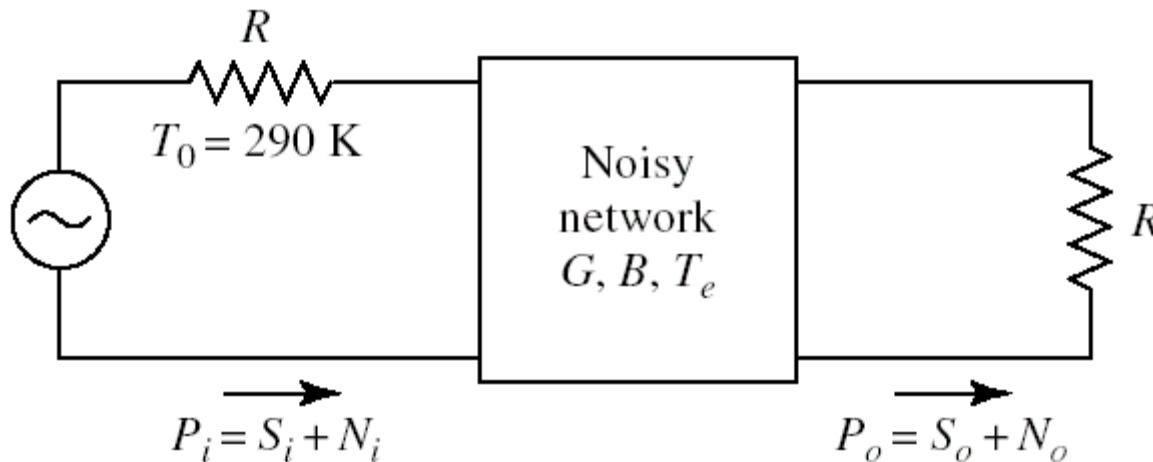 R
T₀ = 290 K
Noisy
network
G, B, Tₑ
R
Pᵢ = Sᵢ + Nᵢ
Pₒ = Sₒ + Nₒ